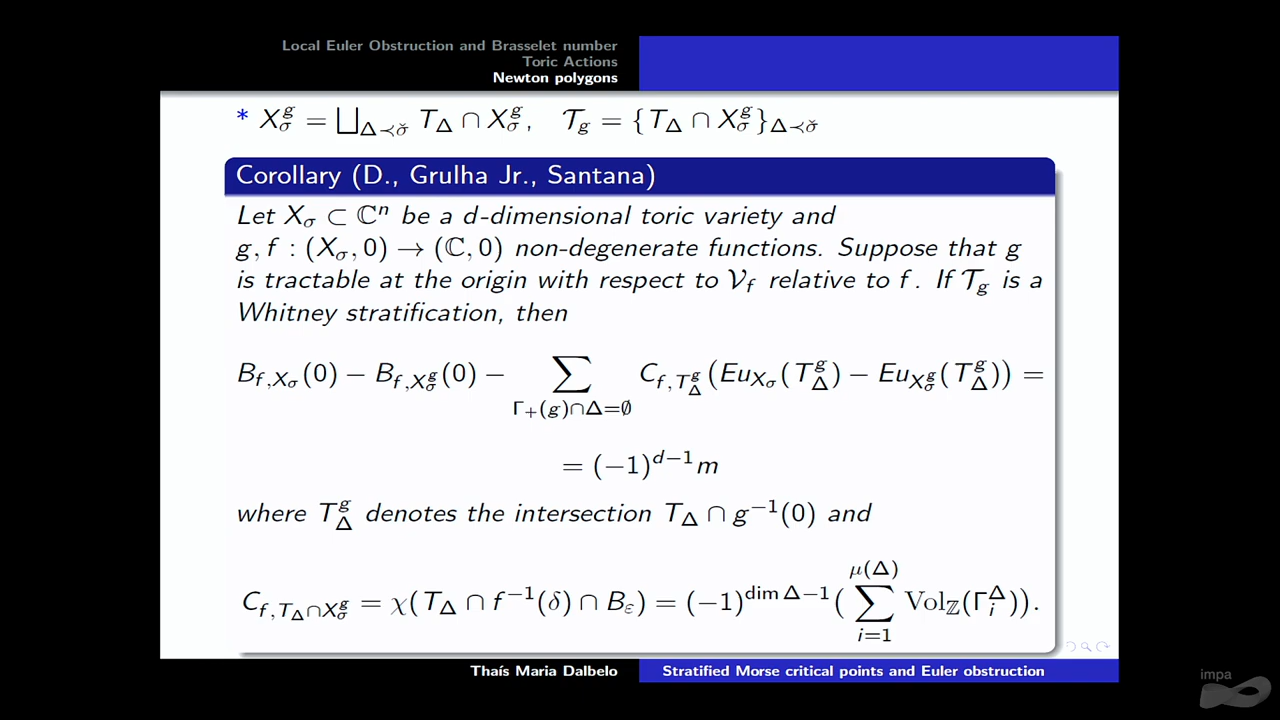 Local Euler Obstruction and Brasselet number
Toric Actions
Newton polygons
* X_σ^g = ⨆_{Δ≺σ̌} T_Δ ∩ X_σ^g, 𝒯_g = {T_Δ ∩ X_σ^g}_{Δ≺σ̌}
Corollary (D., Grulha Jr., Santana)
Let X_σ ⊂ ℂ^n be a d-dimensional toric variety and
g, f : (X_σ, 0) → (ℂ, 0) non-degenerate functions. Suppose that g
is tractable at the origin with respect to 𝒱_f relative to f. If 𝒯_g is a
Whitney stratification, then
B_{f,X_σ}(0) − B_{f,X_σ^g}(0) − ∑_{Γ_+(g)∩Δ=∅} C_{f,T_Δ^g}(Eu_{X_σ}(T_Δ^g) − Eu_{X_σ^g}(T_Δ^g)) =
= (−1)^{d−1} m
where T_Δ^g denotes the intersection T_Δ ∩ g^{−1}(0) and
C_{f,T_Δ∩X_σ^g} = χ(T_Δ ∩ f^{−1}(δ) ∩ B_ε) = (−1)^{dim Δ−1}(∑_{i=1}^{μ(Δ)} Vol_ℤ(Γ_i^Δ)).
Thaís Maria Dalbelo
Stratified Morse critical points and Euler obstruction
impa